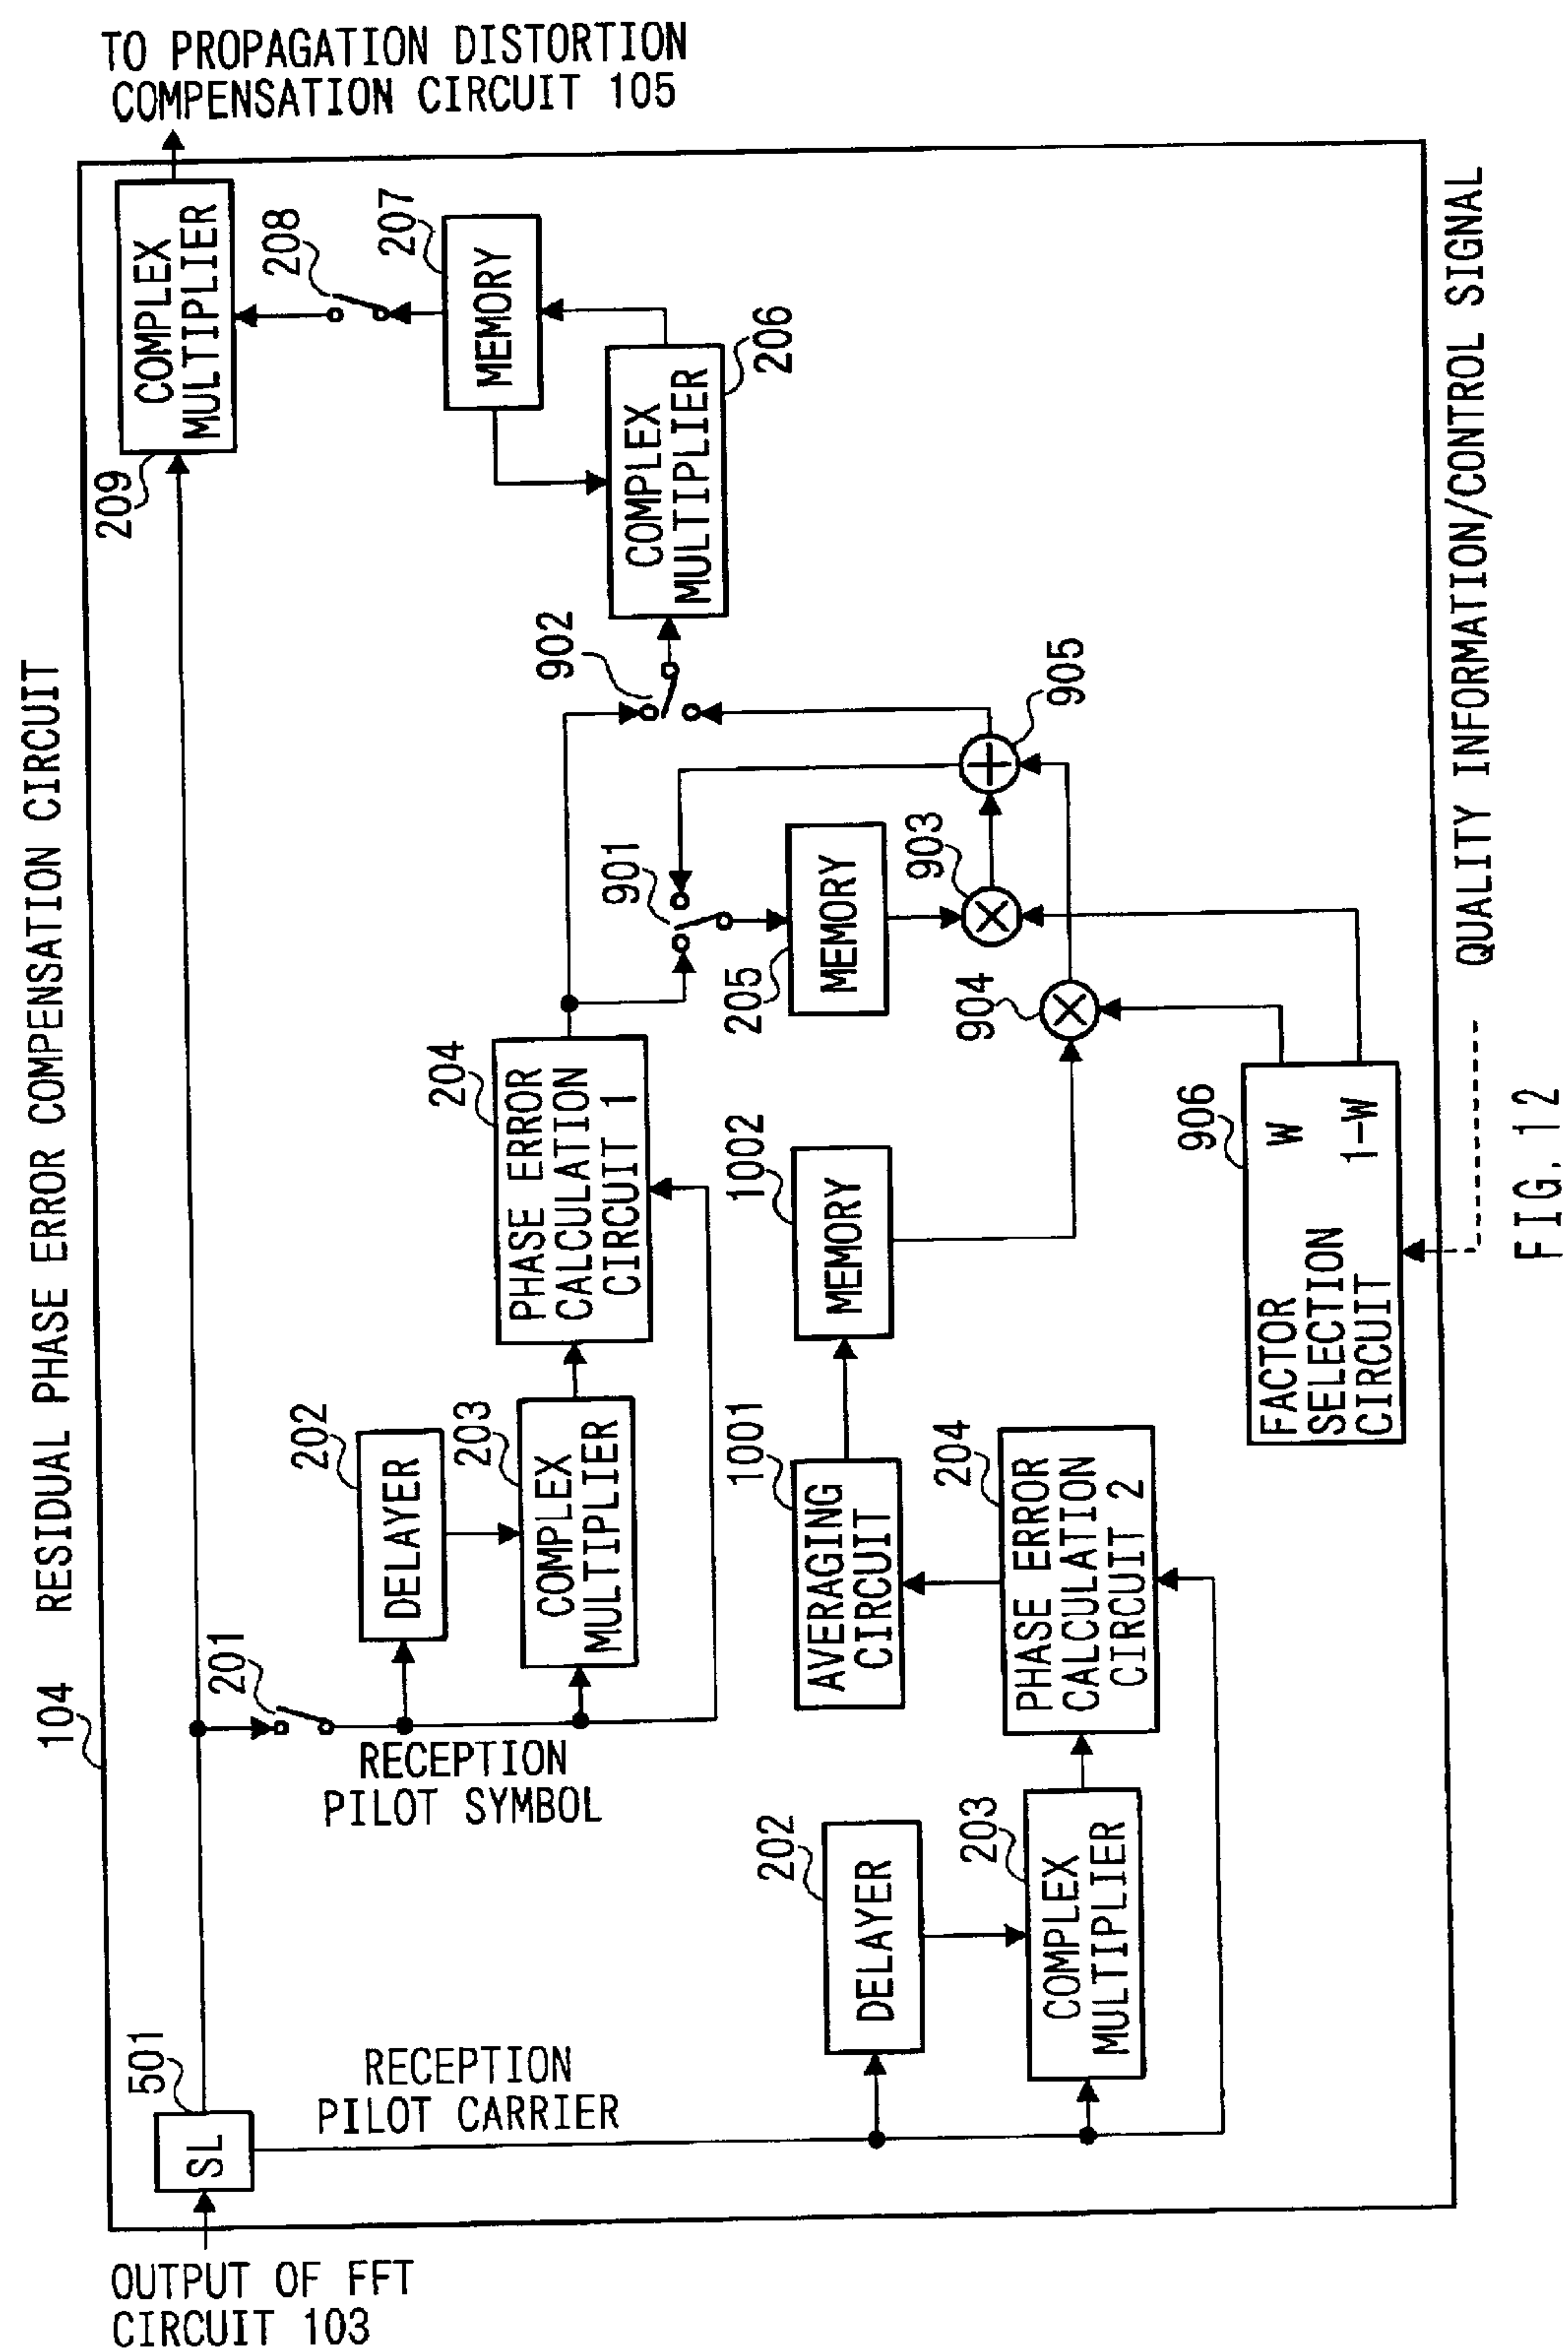 104 RESIDUAL PHASE ERROR COMPENSATION CIRCUIT
OUTPUT OF FFT
CIRCUIT 103
501
SL
TO PROPAGATION DISTORTION
COMPENSATION CIRCUIT 105
209
COMPLEX
MULTIPLIER
201
208
RECEPTION
PILOT SYMBOL
202
DELAYER
203
COMPLEX
MULTIPLIER
204
PHASE ERROR
CALCULATION
CIRCUIT 1
207
MEMORY
206
COMPLEX
MULTIPLIER
902
901
205
MEMORY
903
905
904
RECEPTION
PILOT CARRIER
202
DELAYER
203
COMPLEX
MULTIPLIER
204
PHASE ERROR
CALCULATION
CIRCUIT 2
1001
AVERAGING
CIRCUIT
1002
MEMORY
906
FACTOR
SELECTION
CIRCUIT
W
1-W
QUALITY INFORMATION/CONTROL SIGNAL
FIG. 12